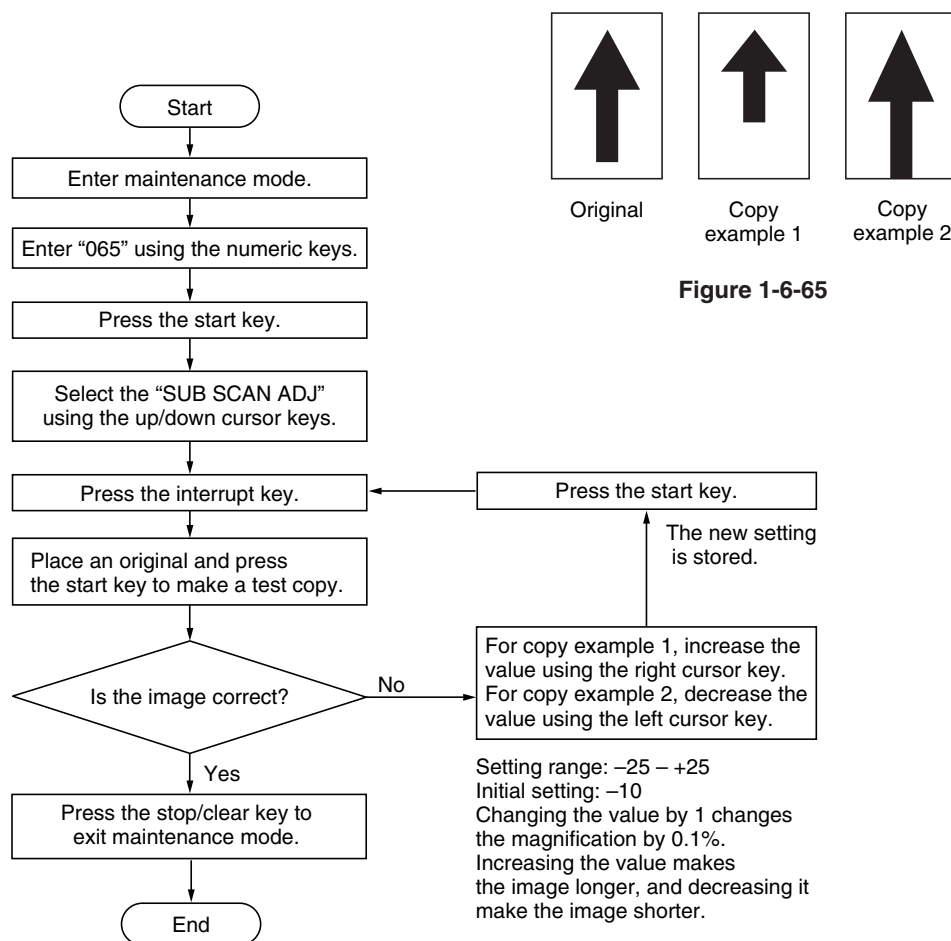 Start
Enter maintenance mode.
Enter “065” using the numeric keys.
Press the start key.
Select the “SUB SCAN ADJ”
using the up/down cursor keys.
Press the interrupt key.
Place an original and press
the start key to make a test copy.
Is the image correct?
No
Yes
Press the stop/clear key to
exit maintenance mode.
End
Original
Copy
example 1
Copy
example 2
Figure 1-6-65
Press the start key.
The new setting
is stored.
For copy example 1, increase the
value using the right cursor key.
For copy example 2, decrease the
value using the left cursor key.
Setting range: –25 – +25
Initial setting: –10
Changing the value by 1 changes
the magnification by 0.1%.
Increasing the value makes
the image longer, and decreasing it
make the image shorter.